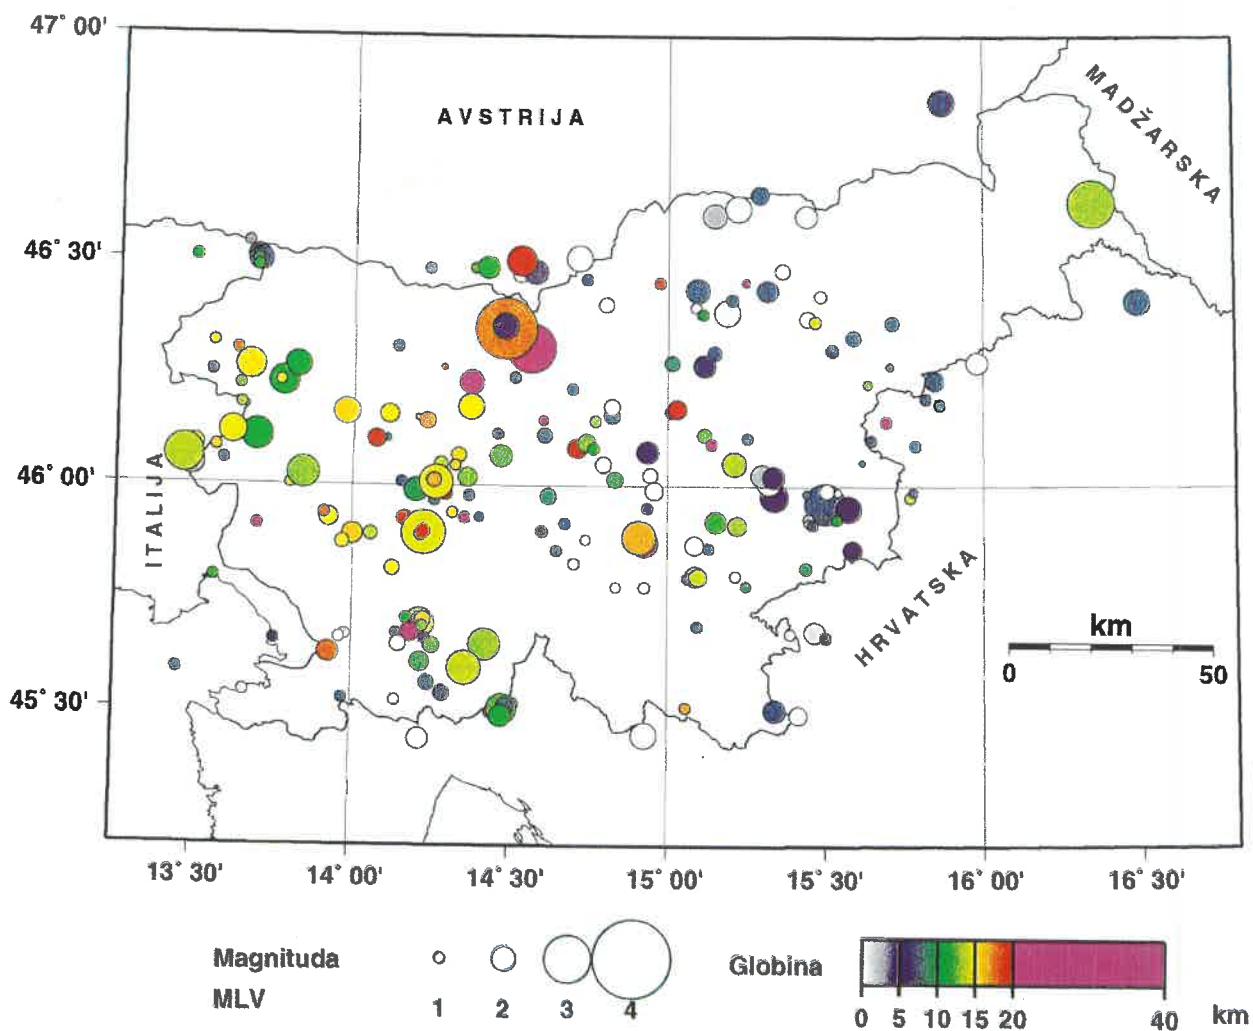 47° 00'
AVSTRIJA
MADŽARSKA
46° 30'
46° 00'
ITALIJA
HRVATSKA
km
0 50
45° 30'
13° 30' 14° 00' 14° 30' 15° 00' 15° 30' 16° 00' 16° 30'
Magnituda
MLV
1 2 3 4
Globina
0 5 10 15 20 40 km